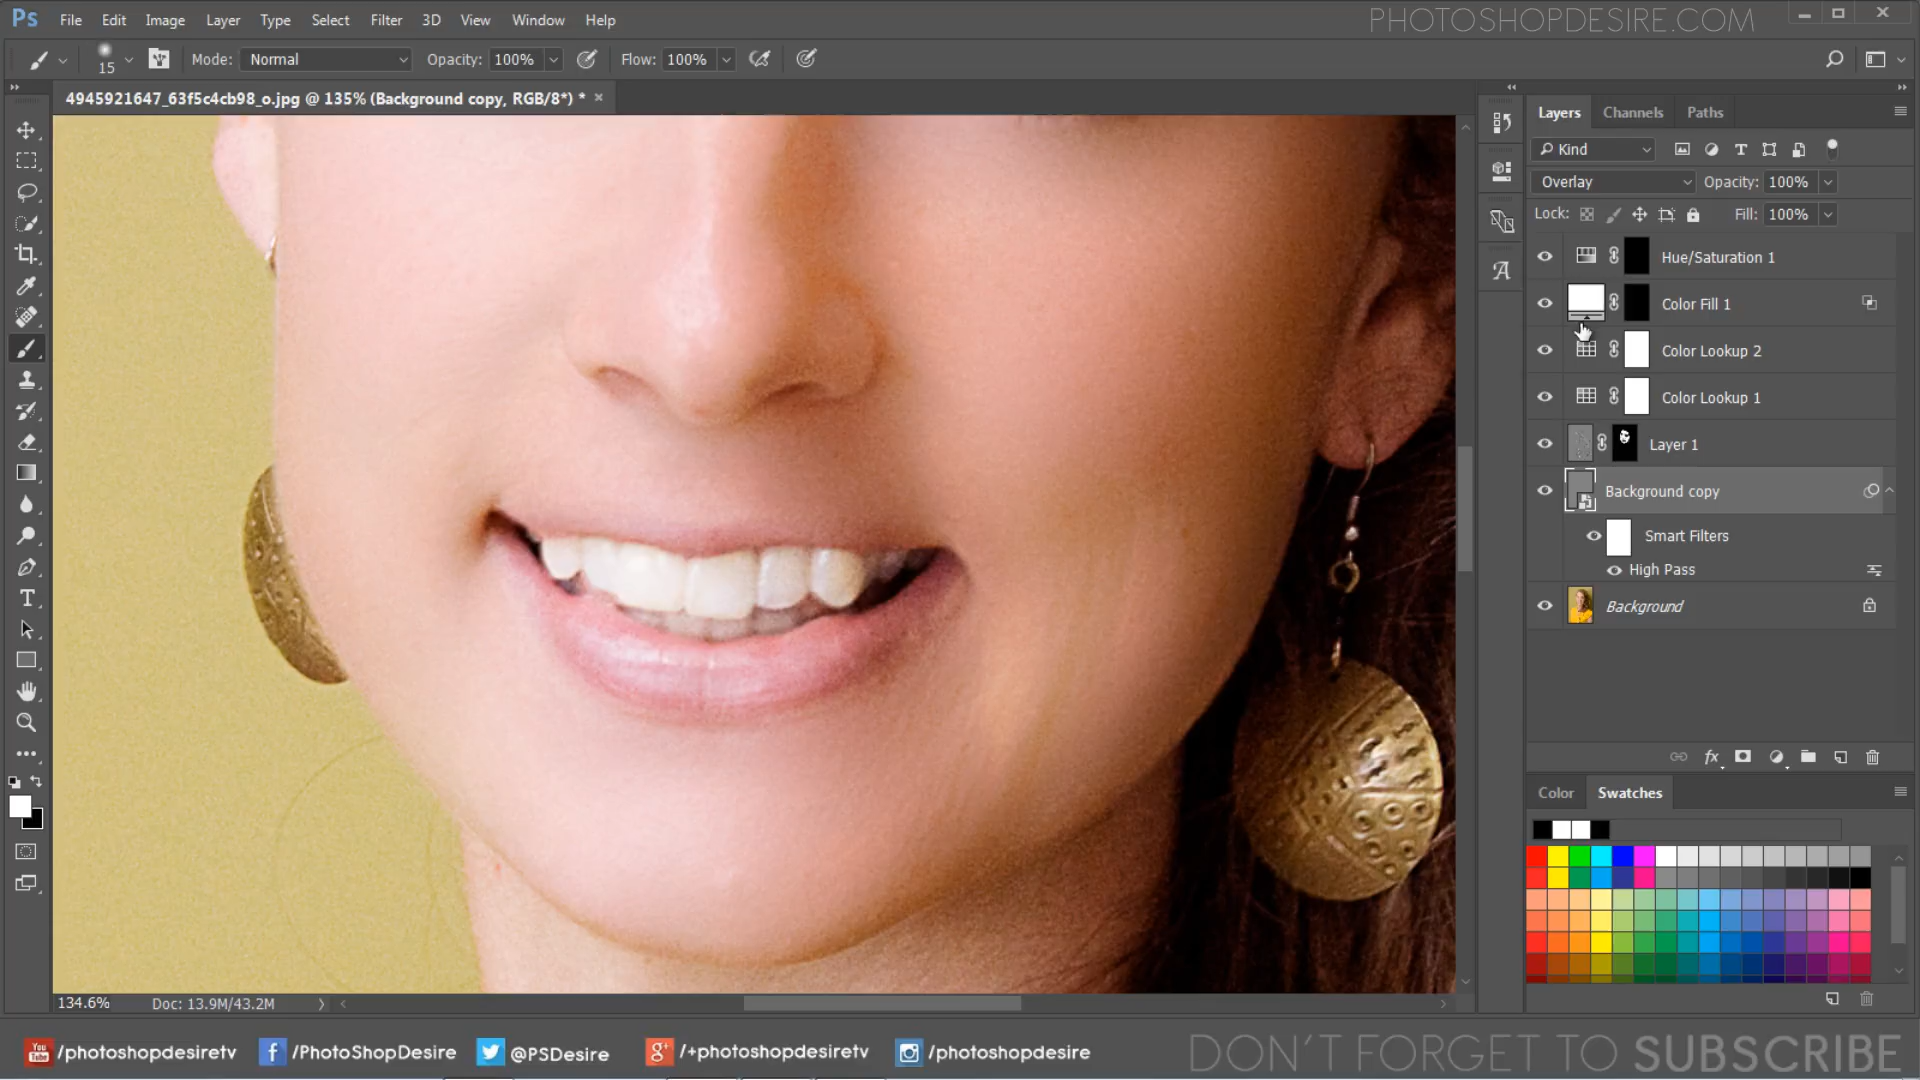 Ps File Edit Image Layer Type Select Filter 3D View Window Help PHOTOSHOPDESIRE.COM
15 Mode: Normal Opacity: 100% Flow: 100%
4945921647_63f5c4cb98_o.jpg @ 135% (Background copy, RGB/8*) * ×
Layers Channels Paths
Kind
Overlay Opacity: 100%
Lock: Fill: 100%
Hue/Saturation 1
Color Fill 1
Color Lookup 2
Color Lookup 1
Layer 1
Background copy
Smart Filters
High Pass
Background
fx
Color Swatches
134.6% Doc: 13.9M/43.2M
You Tube /photoshopdesiretv /PhotoShopDesire @PSDesire g+ /+photoshopdesiretv /photoshopdesire DON'T FORGET TO SUBSCRIBE